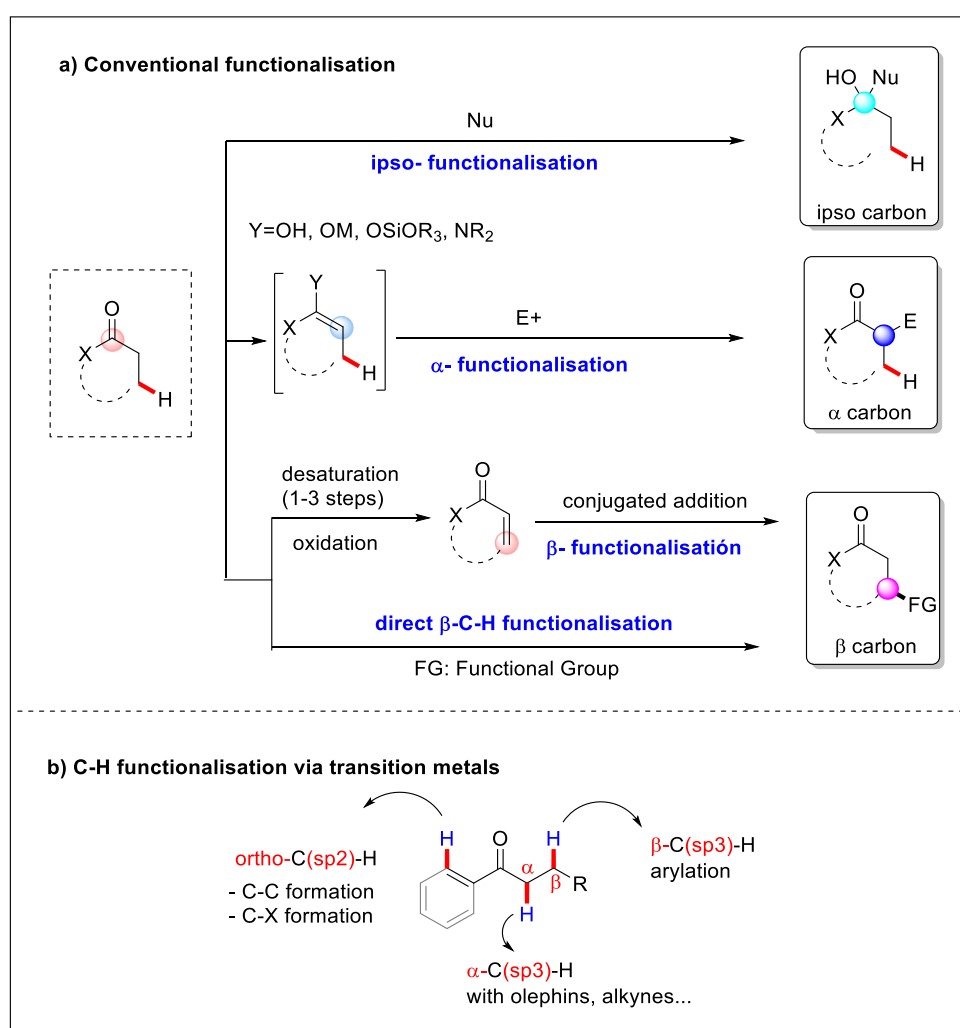 a) Conventional functionalisation
HO Nu
X
H
ipso carbon
Nu
ipso- functionalisation
Y=OH, OM, OSiOR3, NR2
O
X
H
Y
X
H
E+
α- functionalisation
O
E
X
H
α carbon
desaturation
(1-3 steps)
oxidation
O
X
conjugated addition
β- functionalisatión
O
X
FG
β carbon
direct β-C-H functionalisation
FG: Functional Group
b) C-H functionalisation via transition metals
ortho-C(sp2)-H
- C-C formation
- C-X formation
H
O
H
α
β
R
H
β-C(sp3)-H
arylation
α-C(sp3)-H
with olephins, alkynes...